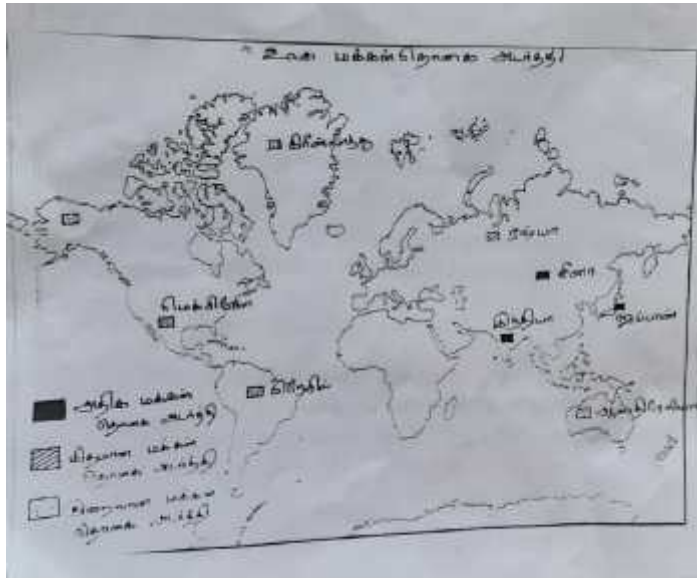 உலக மக்கள்தொகை அடர்த்தி
கிரீன்லாந்து
ரஷ்யா
சீனா
மெக்சிகோ
இந்தியா
ஜப்பான்
பிரேசில்
ஆஸ்திரேலியா
அதிக மக்கள்
தொகை அடர்த்தி
மிதமான மக்கள்
தொகை அடர்த்தி
குறைவான மக்கள்
தொகை அடர்த்தி